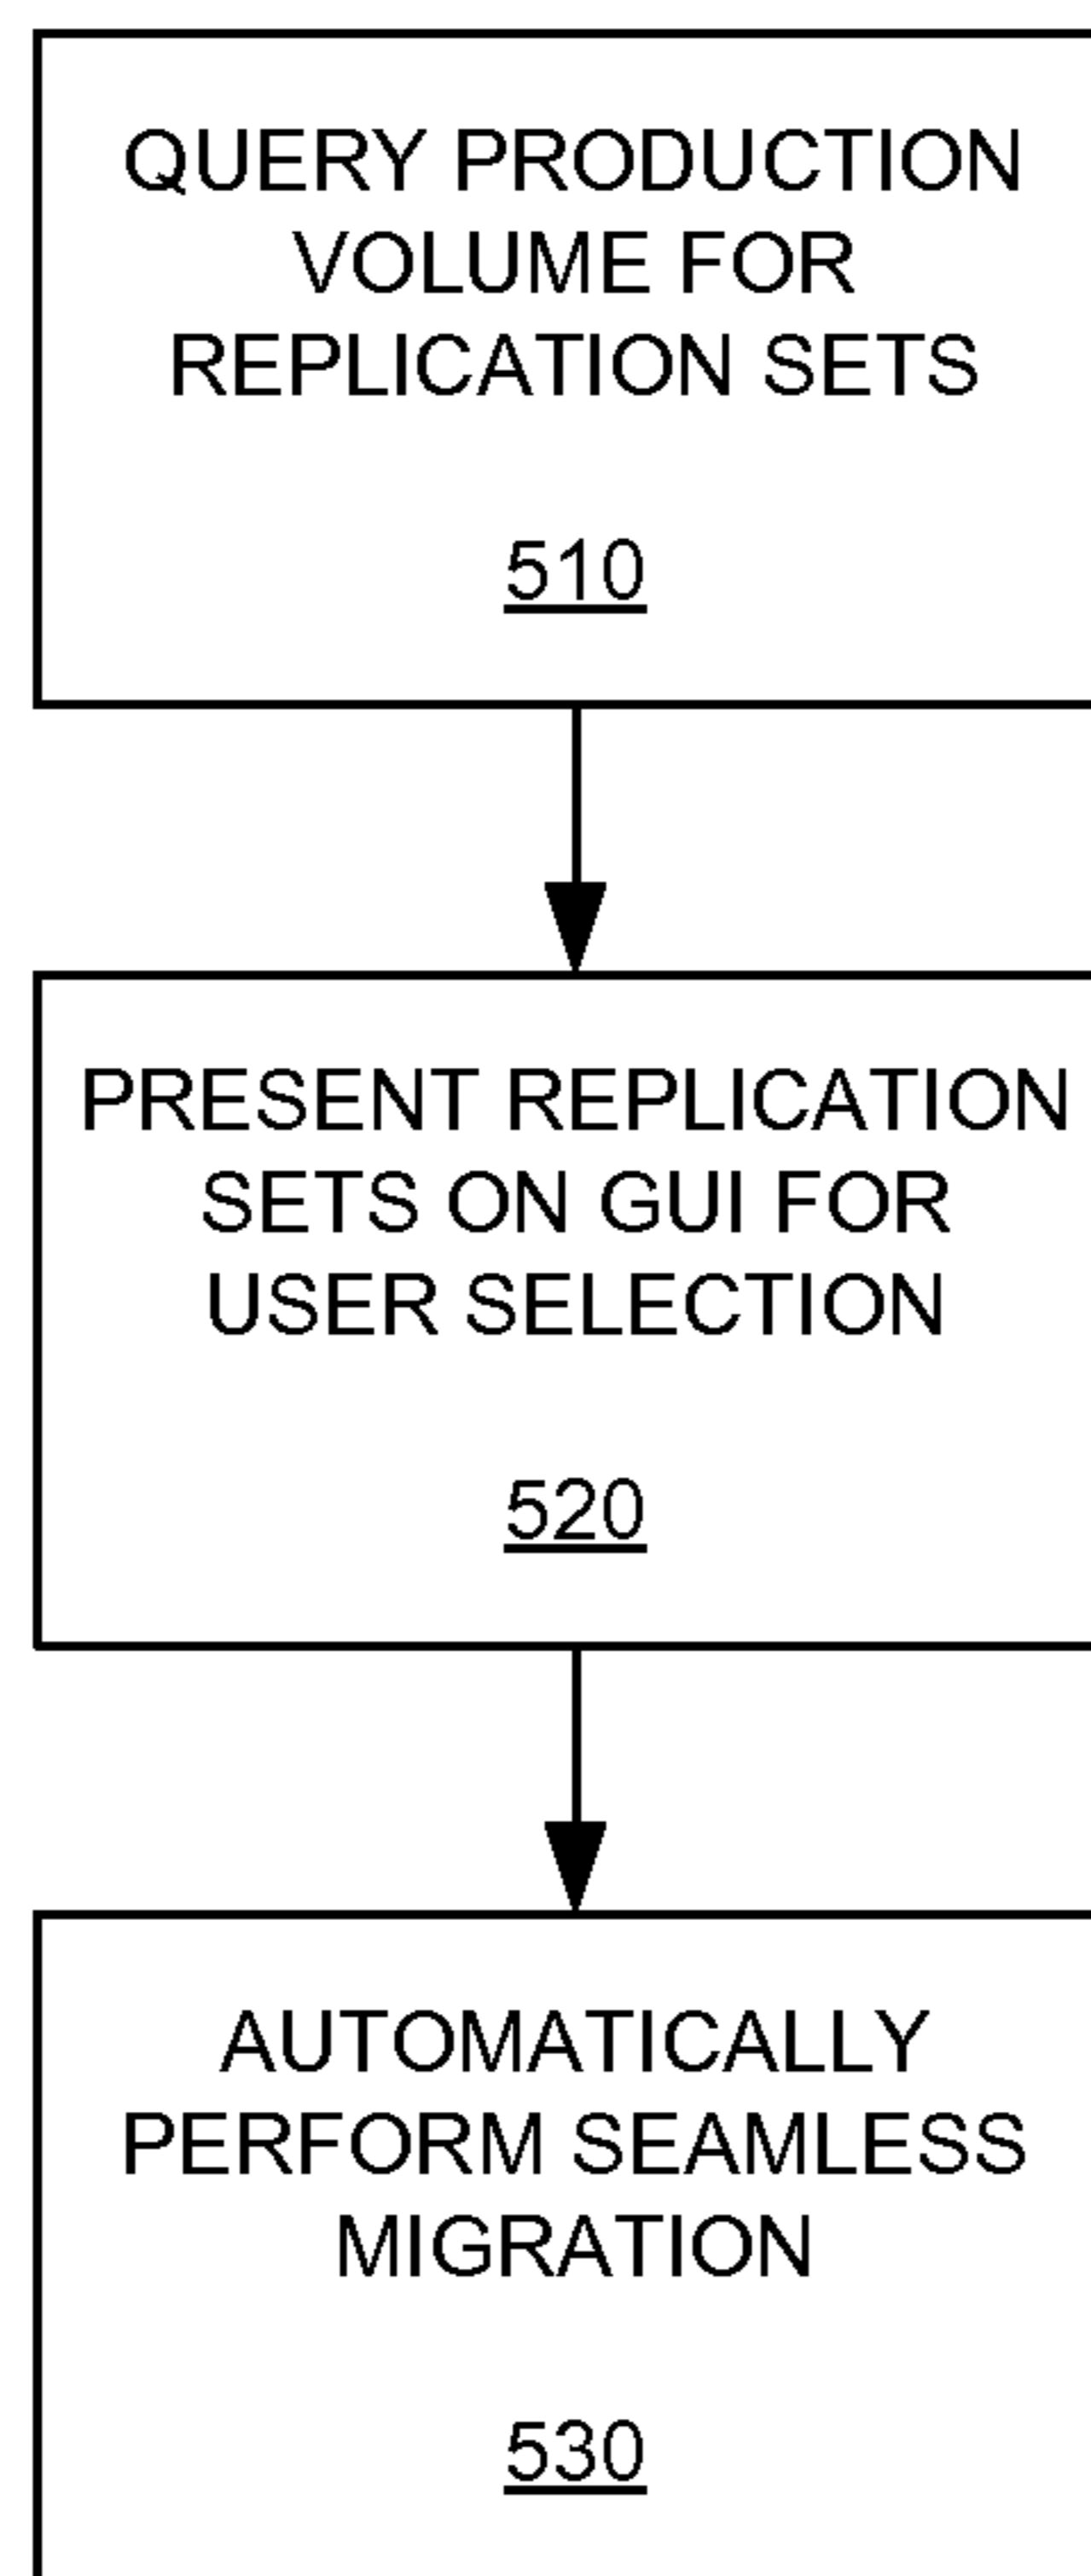 QUERY PRODUCTION
VOLUME FOR
REPLICATION SETS
510
PRESENT REPLICATION
SETS ON GUI FOR
USER SELECTION
520
AUTOMATICALLY
PERFORM SEAMLESS
MIGRATION
530